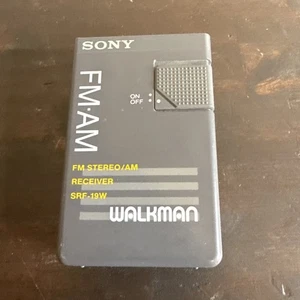 SONY
FM·AM
ON
OFF
FM STEREO/AM
RECEIVER
SRF-19W
WALKMAN